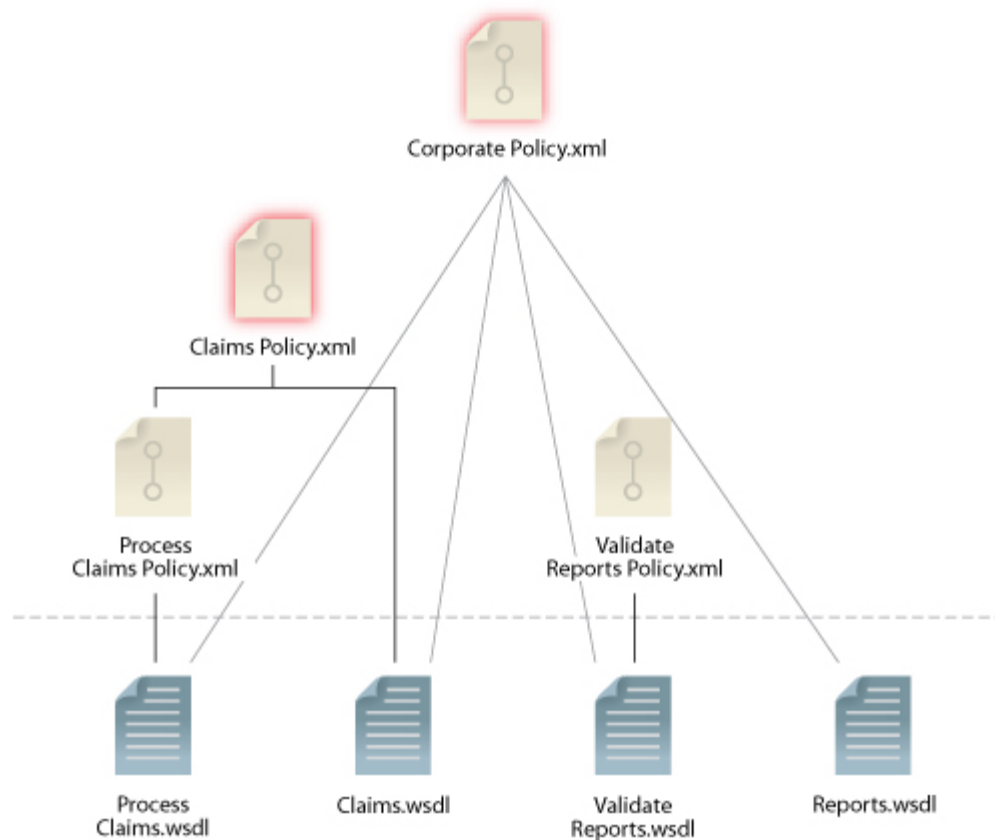 Corporate Policy.xml
Claims Policy.xml
Process
Claims Policy.xml
Validate
Reports Policy.xml
Process
Claims.wsdl
Claims.wsdl
Validate
Reports.wsdl
Reports.wsdl